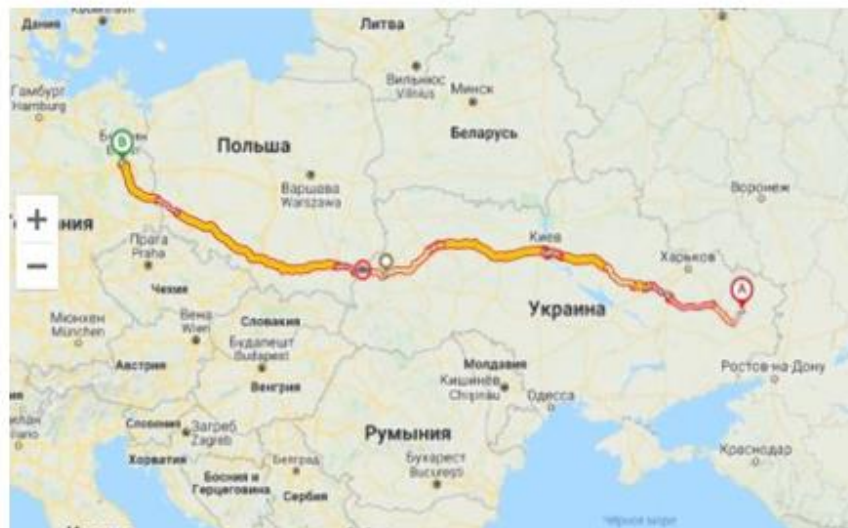 Дания
Литва
Вильнюс
Vilnius
Минск
Гамбург
Hamburg
Беларусь
B
Польша
Варшава
Warszawa
Воронеж
+
−
Прага
Praha
Киев
Харьков
A
Чехия
Украина
Мюнхен
München
Вена
Wien
Словакия
Будапешт
Budapest
Австрия
Венгрия
Молдавия
Кишинёв
Chișinău
Одесса
Ростов-на-Дону
Словения
Загреб
Zagreb
Румыния
Хорватия
Белград
Бухарест
București
Краснодар
Босния и
Герцеговина
Сербия
Чёрное море